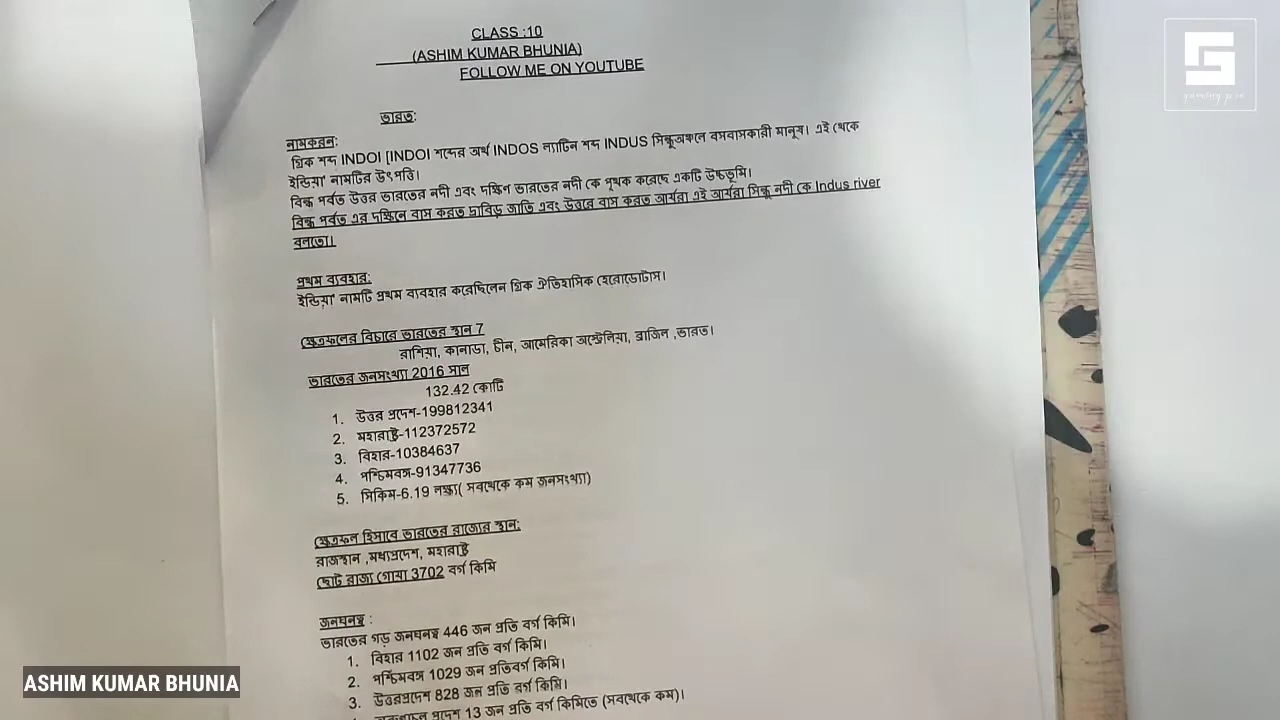 CLASS :10
(ASHIM KUMAR BHUNIA)
FOLLOW ME ON YOUTUBE
ভারত:
নামকরন:
গ্রিক শব্দ INDOI [INDOI শব্দের অর্থ INDOS ল্যাটিন শব্দ INDUS সিন্ধুঅঞ্চলে বসবাসকারী মানুষ। এই থেকে
ইন্ডিয়া' নামটির উৎপত্তি।
বিন্ধ পর্বত উত্তর ভারতের নদী এবং দক্ষিণ ভারতের নদী কে পৃথক করেছে একটি উচ্চভূমি।
বিন্ধ পর্বত এর দক্ষিনে বাস করত দ্রাবিড় জাতি এবং উত্তরে বাস করত আর্যরা এই আর্যরা সিন্ধু নদী কে Indus river
বলতো।
প্রথম ব্যবহার:
ইন্ডিয়া' নামটি প্রথম ব্যবহার করেছিলেন গ্রিক ঐতিহাসিক হেরোডোটাস।
ক্ষেত্রফলের বিচারে ভারতের স্থান 7
রাশিয়া, কানাডা, চীন, আমেরিকা অস্ট্রেলিয়া, ব্রাজিল ,ভারত।
ভারতের জনসংখ্যা 2016 সাল
132.42 কোটি
1. উত্তর প্রদেশ-199812341
2. মহারাষ্ট্র-112372572
3. বিহার-10384637
4. পশ্চিমবঙ্গ-91347736
5. সিকিম-6.19 লক্ষ্য( সবথেকে কম জনসংখ্যা)
ক্ষেত্রফল হিসাবে ভারতের রাজ্যের স্থান:
রাজস্থান ,মধ্যপ্রদেশ, মহারাষ্ট্র
ছোট রাজ্য গোয়া 3702 বর্গ কিমি
জনঘনত্ব :
ভারতের গড় জনঘনত্ব 446 জন প্রতি বর্গ কিমি।
1. বিহার 1102 জন প্রতি বর্গ কিমি।
2. পশ্চিমবঙ্গ 1029 জন প্রতিবর্গ কিমি।
3. উত্তরপ্রদেশ 828 জন প্রতি বর্গ কিমি।
প্রদেশ 13 জন প্রতি বর্গ কিমিতে (সবথেকে কম)।
ASHIM KUMAR BHUNIA